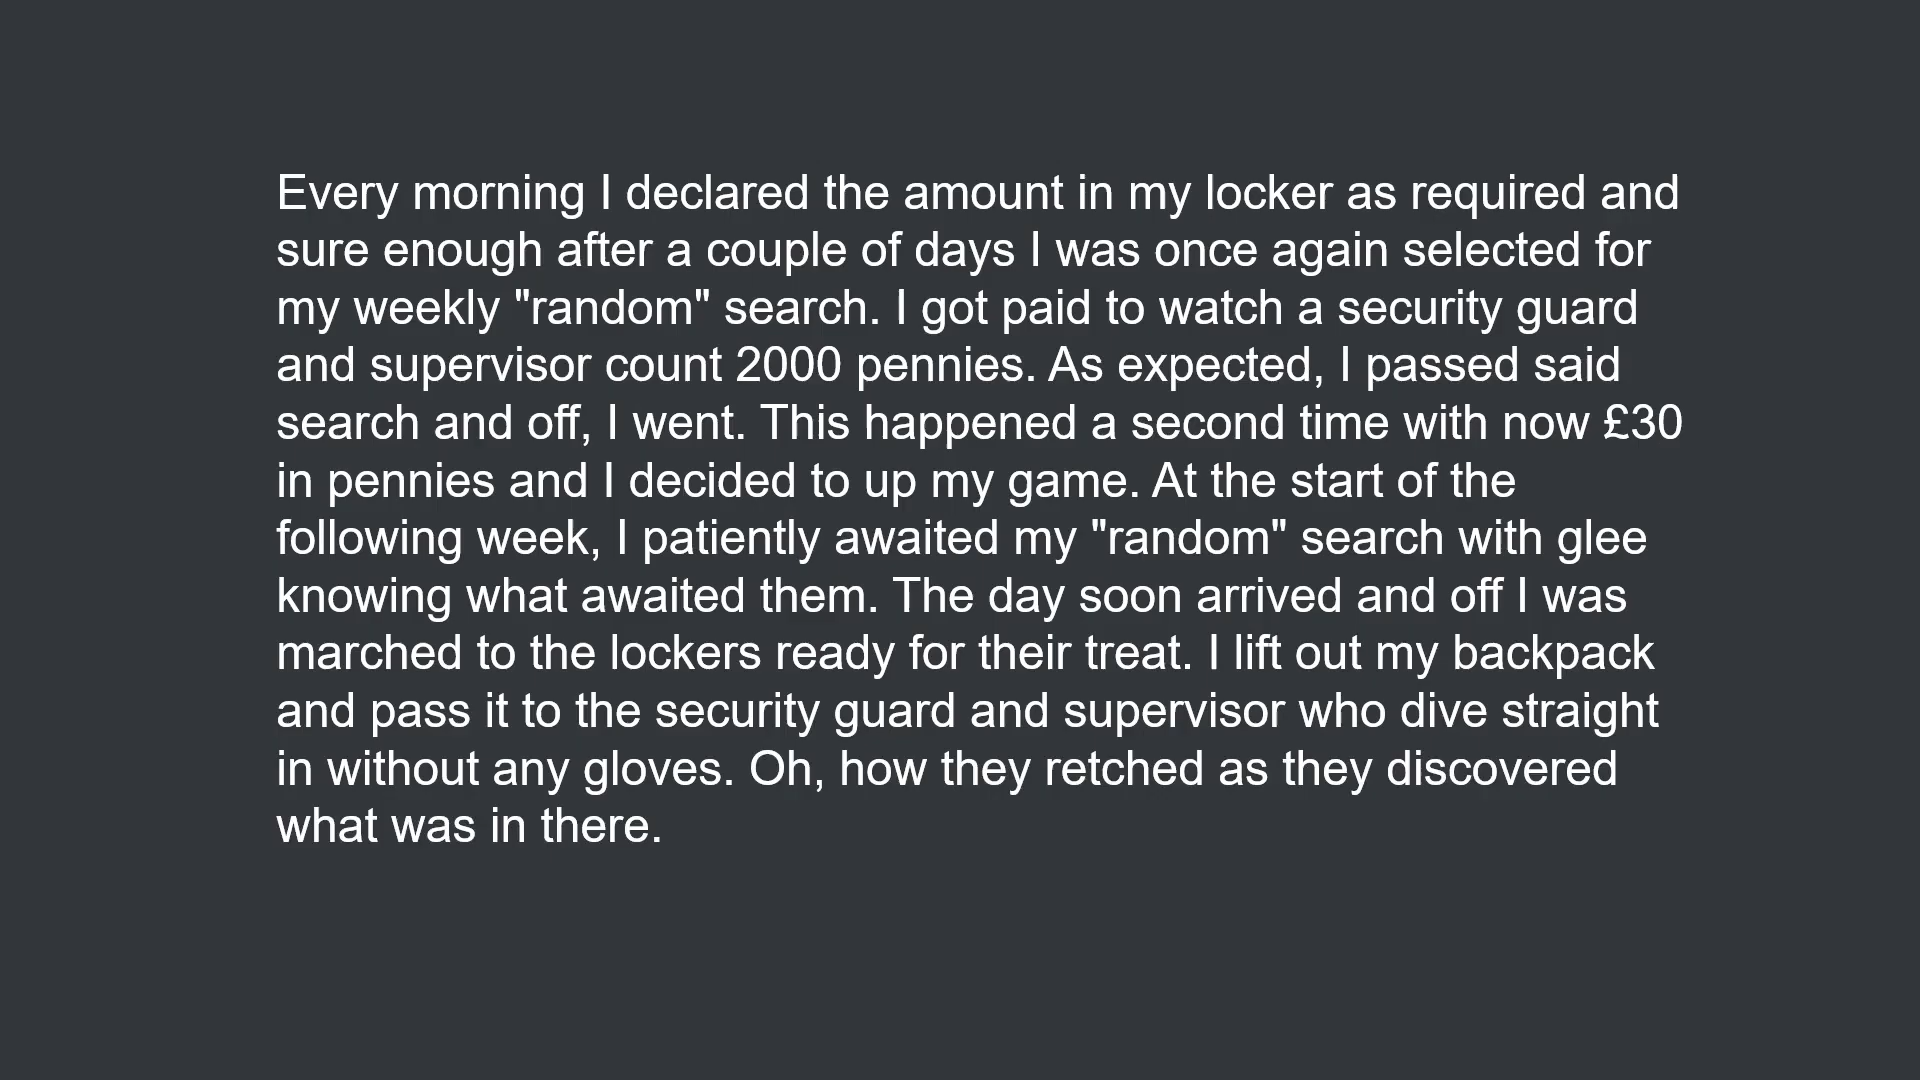 Every morning I declared the amount in my locker as required and
sure enough after a couple of days I was once again selected for
my weekly "random" search. I got paid to watch a security guard
and supervisor count 2000 pennies. As expected, I passed said
search and off, I went. This happened a second time with now £30
in pennies and I decided to up my game. At the start of the
following week, I patiently awaited my "random" search with glee
knowing what awaited them. The day soon arrived and off I was
marched to the lockers ready for their treat. I lift out my backpack
and pass it to the security guard and supervisor who dive straight
in without any gloves. Oh, how they retched as they discovered
what was in there.